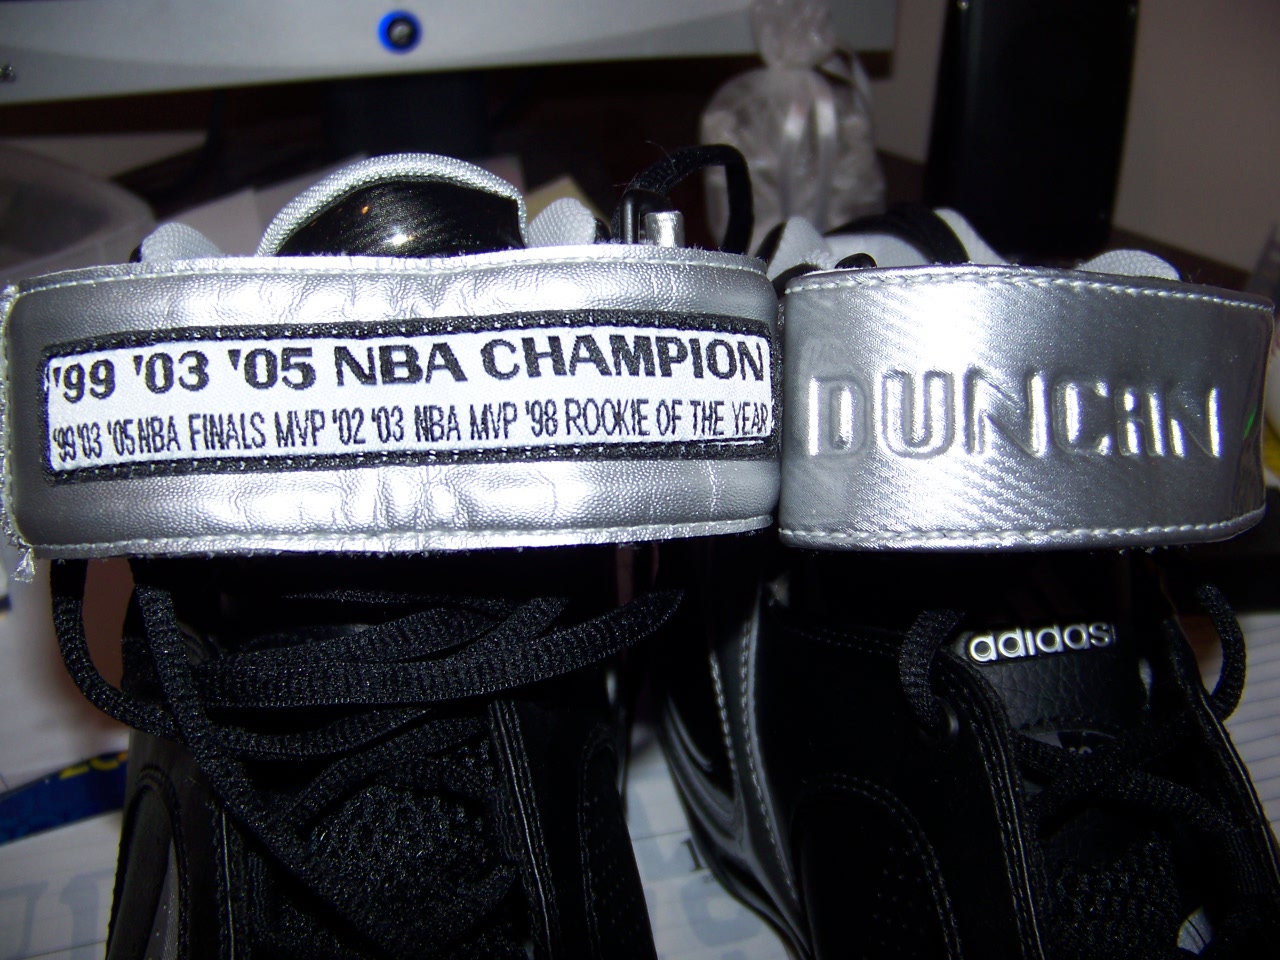 '99 '03 '05 NBA CHAMPION
'99 '03 '05 NBA FINALS MVP '02 '03 NBA MVP '98 ROOKIE OF THE YEAR
DUNCAN
adidas